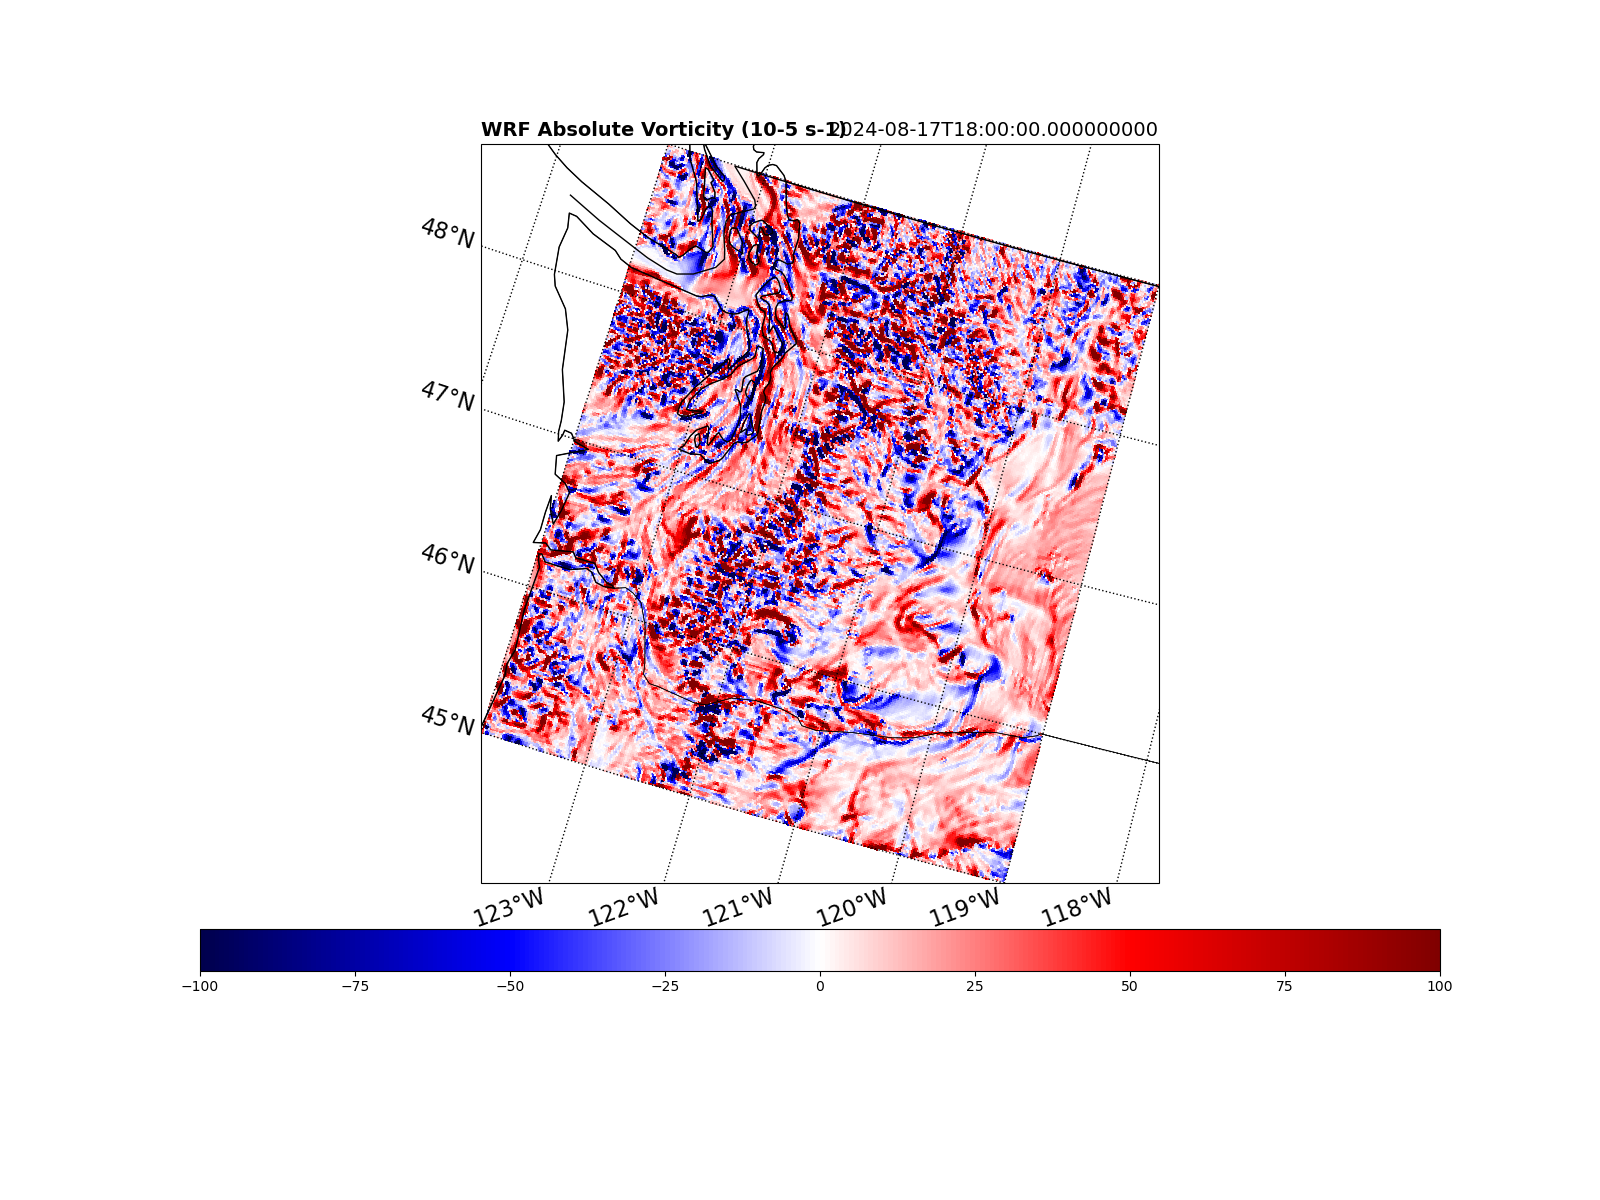 WRF Absolute Vorticity (10-5 s-1)
2024-08-17T18:00:00.000000000
48°N
47°N
46°N
45°N
123°W 122°W 121°W 120°W 119°W 118°W
−100 −75 −50 −25 0 25 50 75 100